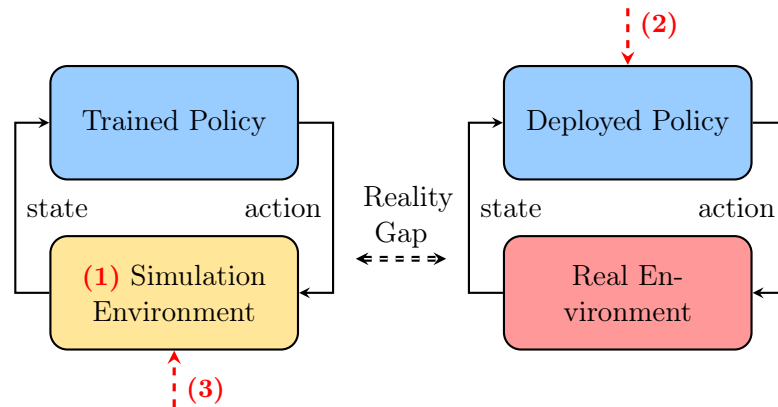 (2)
Trained Policy
Deployed Policy
state
action
Reality
Gap
state
action
(1) Simulation
Environment
Real En-
vironment
(3)